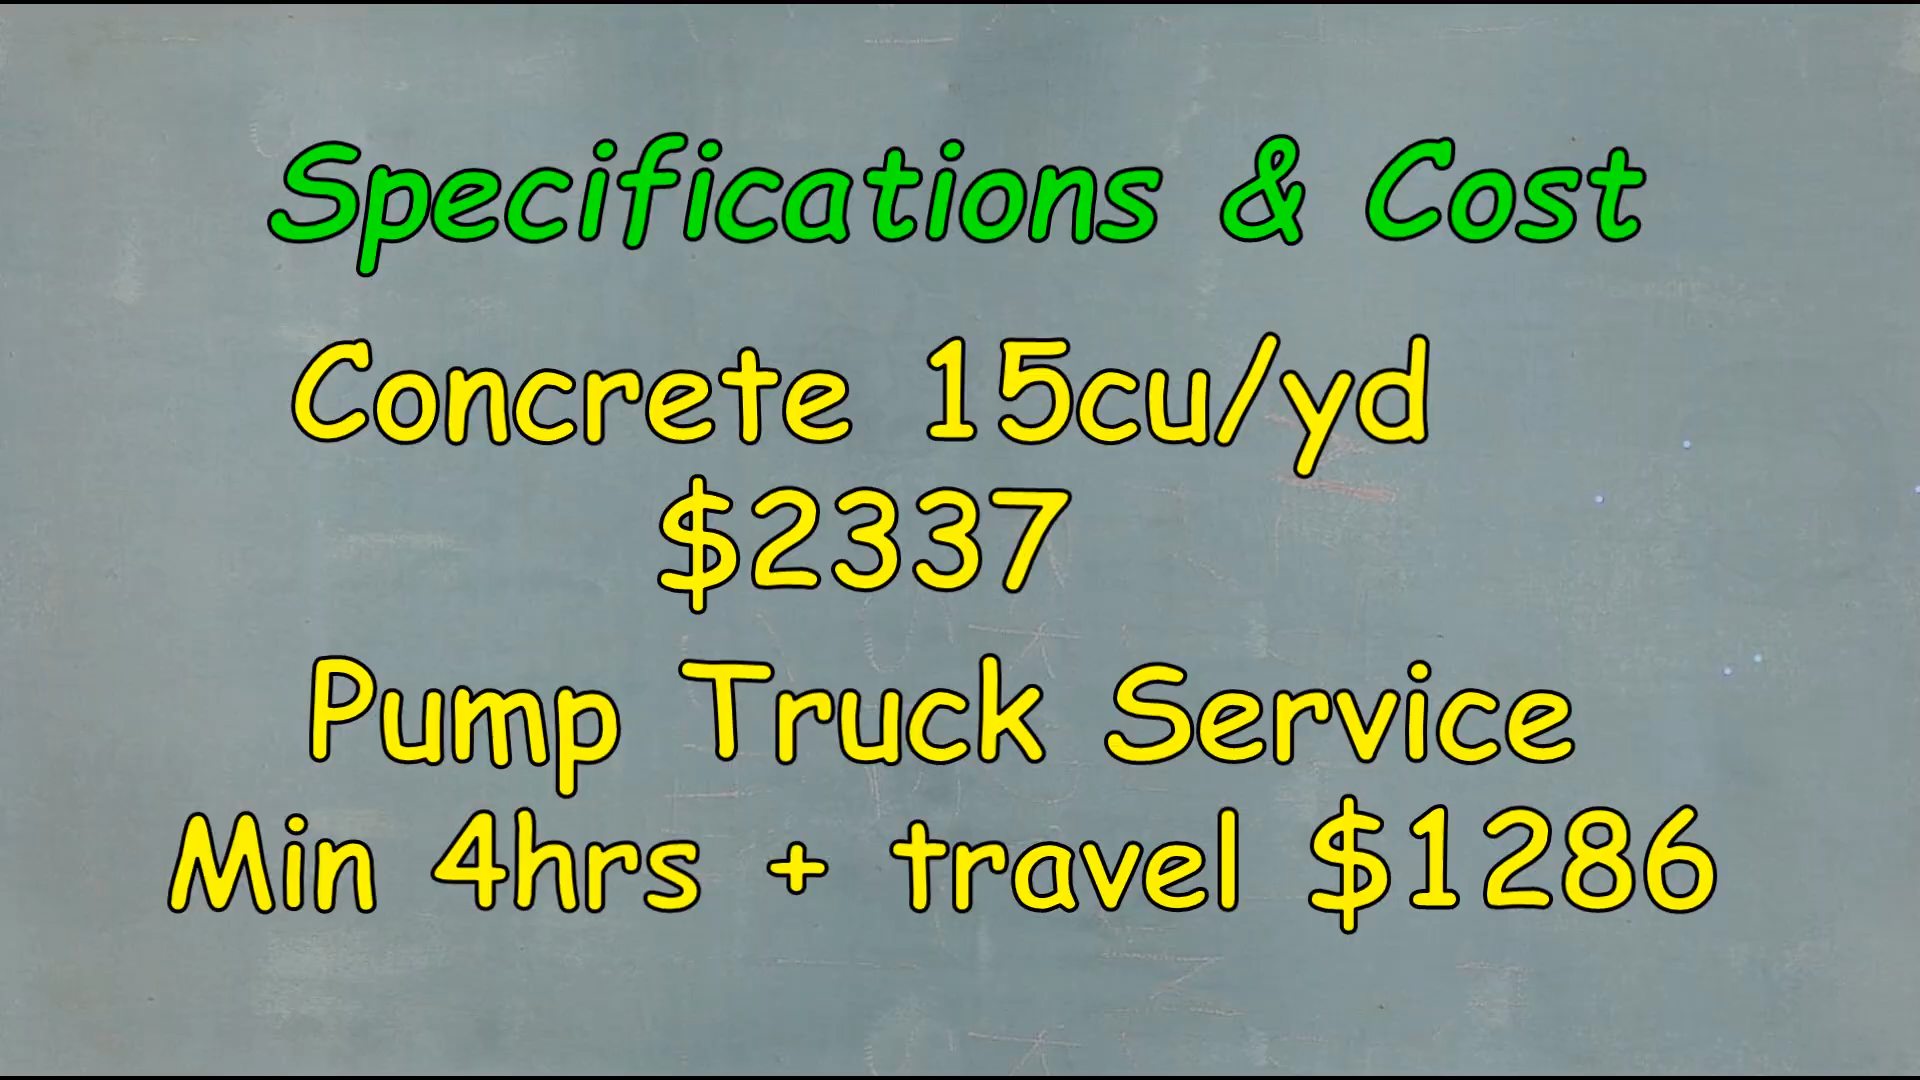 Specifications & Cost
Concrete 15cu/yd
$2337
Pump Truck Service
Min 4hrs + travel $1286